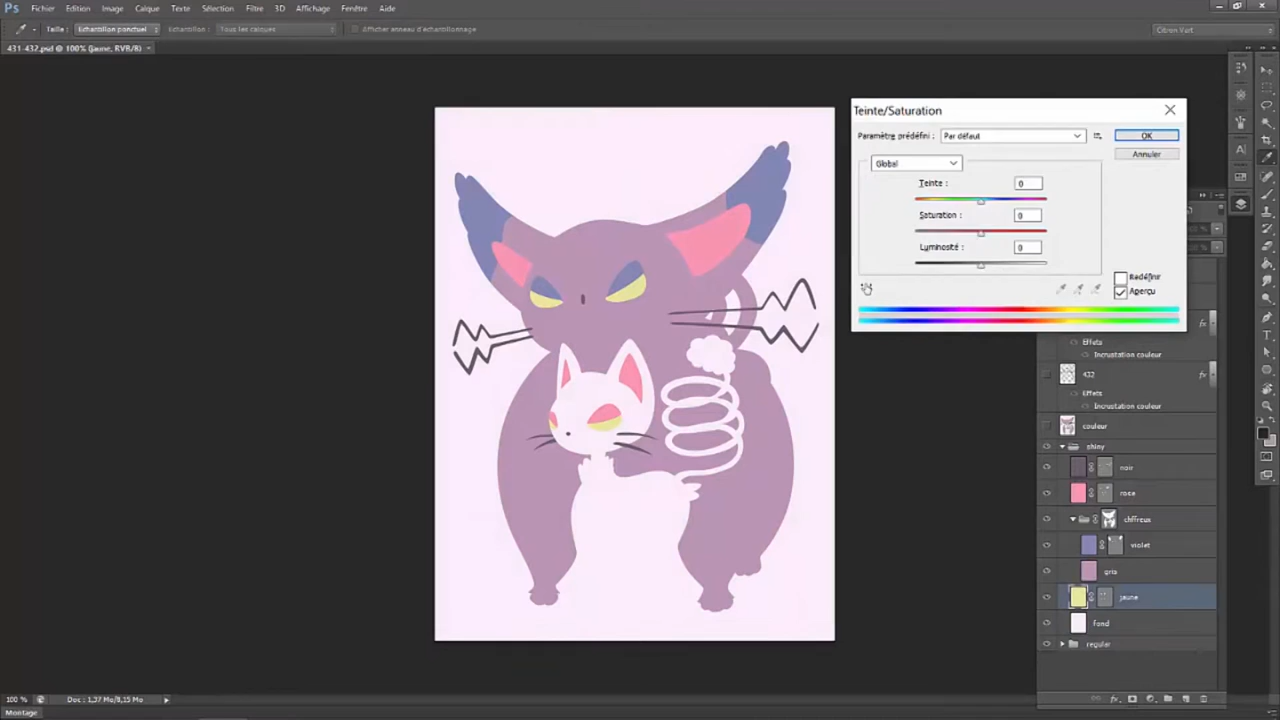 Ps Fichier Edition Image Calque Texte Sélection Filtre 3D Affichage Fenêtre Aide
Taille : Echantillon ponctuel Echantillon : Tous les calques Afficher anneau d'échantillonnage Citron Vert
431-432.psd @ 100% (jaune, RVB/8)
Teinte/Saturation
Paramètre prédéfini : Par défaut OK
Annuler
Global
Teinte : 0
Saturation : 0
Luminosité : 0
Redéfinir
Aperçu
Effets
Incrustation couleur
432 fx
Effets
Incrustation couleur
couleur
shiny
noir
rose
chffreux
violet
gris
jaune
fond
regular
100 % Doc : 1,37 Mo/8,15 Mo
Montage